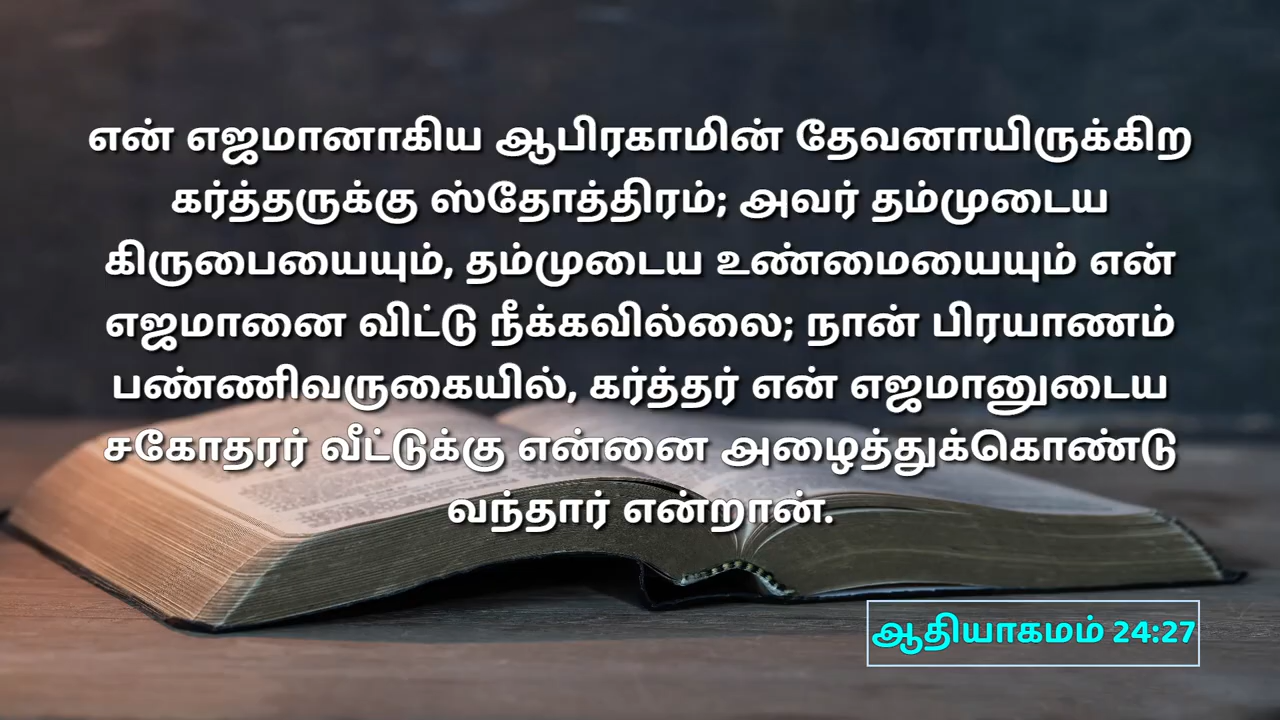 என் எஜமானாகிய ஆபிரகாமின் தேவனாயிருக்கிற
கர்த்தருக்கு ஸ்தோத்திரம்; அவர் தம்முடைய
கிருபையையும், தம்முடைய உண்மையையும் என்
எஜமானை விட்டு நீக்கவில்லை; நான் பிரயாணம்
பண்ணிவருகையில், கர்த்தர் என் எஜமானுடைய
சகோதரர் வீட்டுக்கு என்னை அழைத்துக்கொண்டு
வந்தார் என்றான்.
ஆதியாகமம் 24:27